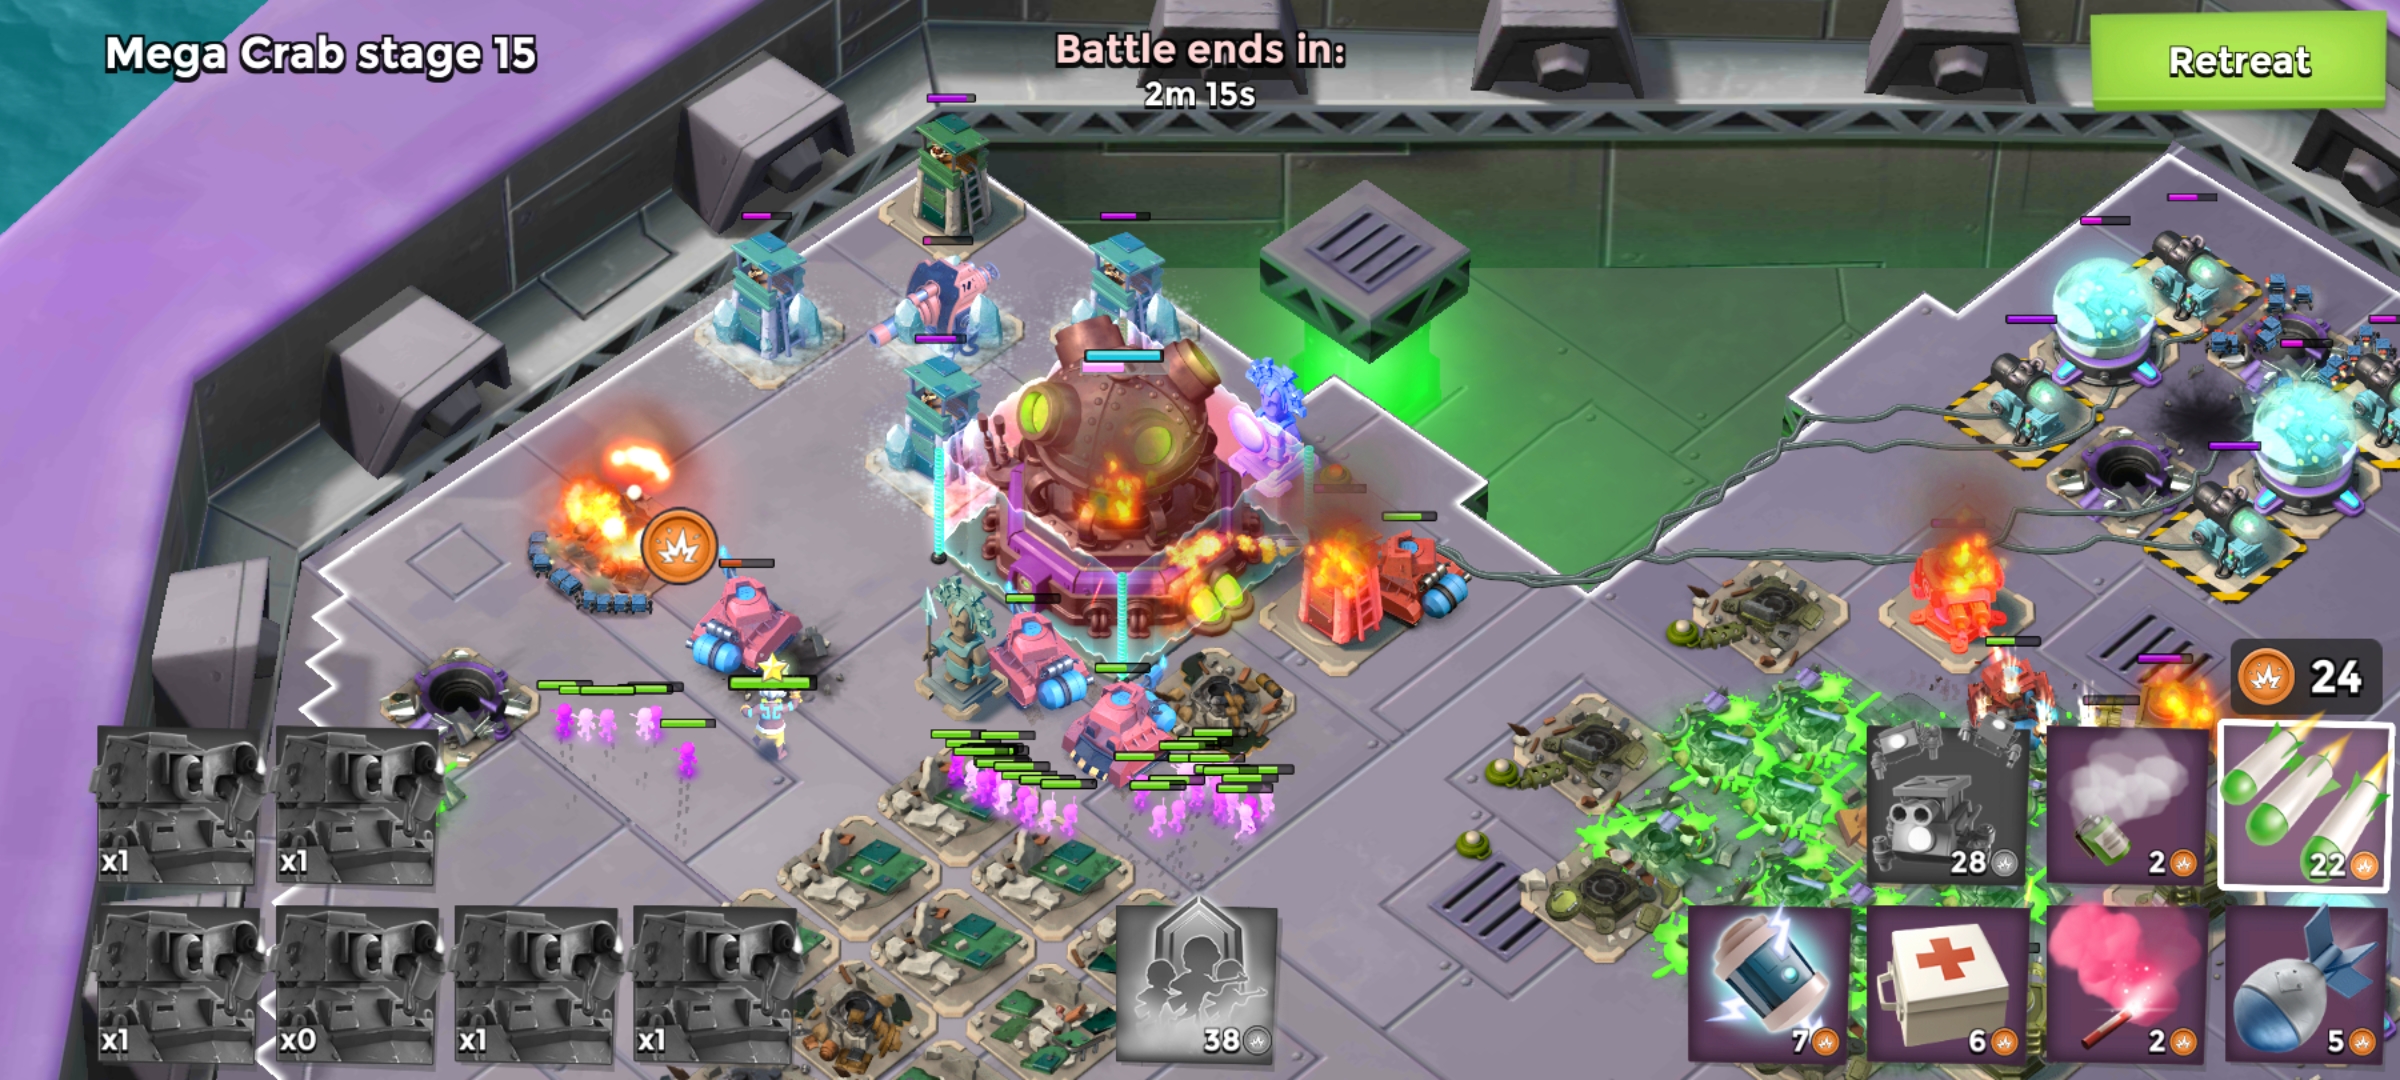 Mega Crab stage 15
Battle ends in:
2m 15s
Retreat
24
x1
x1
28
2
22
x1
x0
x1
x1
38
7
6
2
5